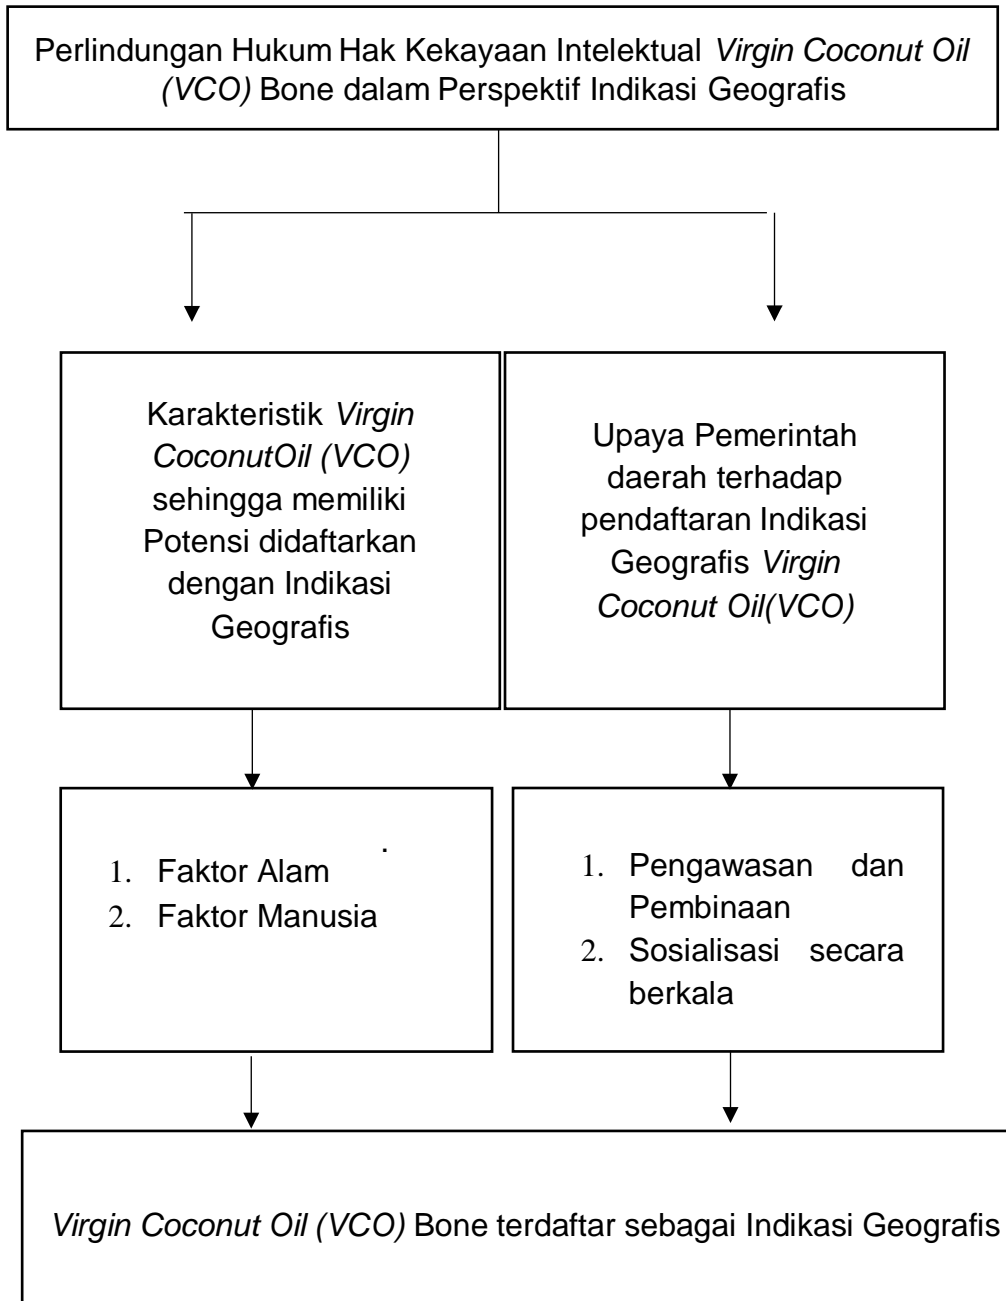 Perlindungan Hukum Hak Kekayaan Intelektual Virgin Coconut Oil
(VCO) Bone dalam Perspektif Indikasi Geografis
Karakteristik Virgin
CoconutOil (VCO)
sehingga memiliki
Potensi didaftarkan
dengan Indikasi
Geografis
Upaya Pemerintah
daerah terhadap
pendaftaran Indikasi
Geografis Virgin
Coconut Oil(VCO)
.
1. Faktor Alam
2. Faktor Manusia
1. Pengawasan dan
Pembinaan
2. Sosialisasi secara
berkala
Virgin Coconut Oil (VCO) Bone terdaftar sebagai Indikasi Geografis